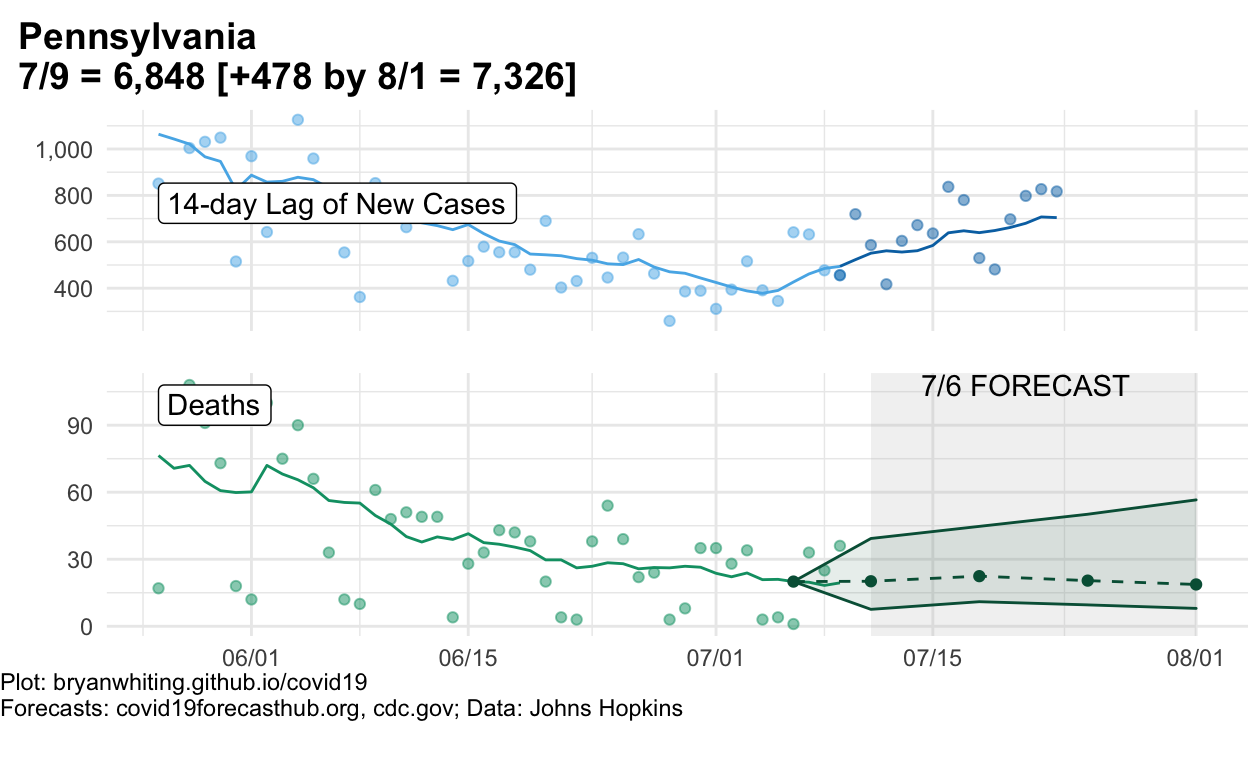 Pennsylvania
7/9 = 6,848 [+478 by 8/1 = 7,326]
1,000
800
600
400
14-day Lag of New Cases
Deaths
7/6 FORECAST
90
60
30
0
06/01 06/15 07/01 07/15 08/01
Plot: bryanwhiting.github.io/covid19
Forecasts: covid19forecasthub.org, cdc.gov; Data: Johns Hopkins